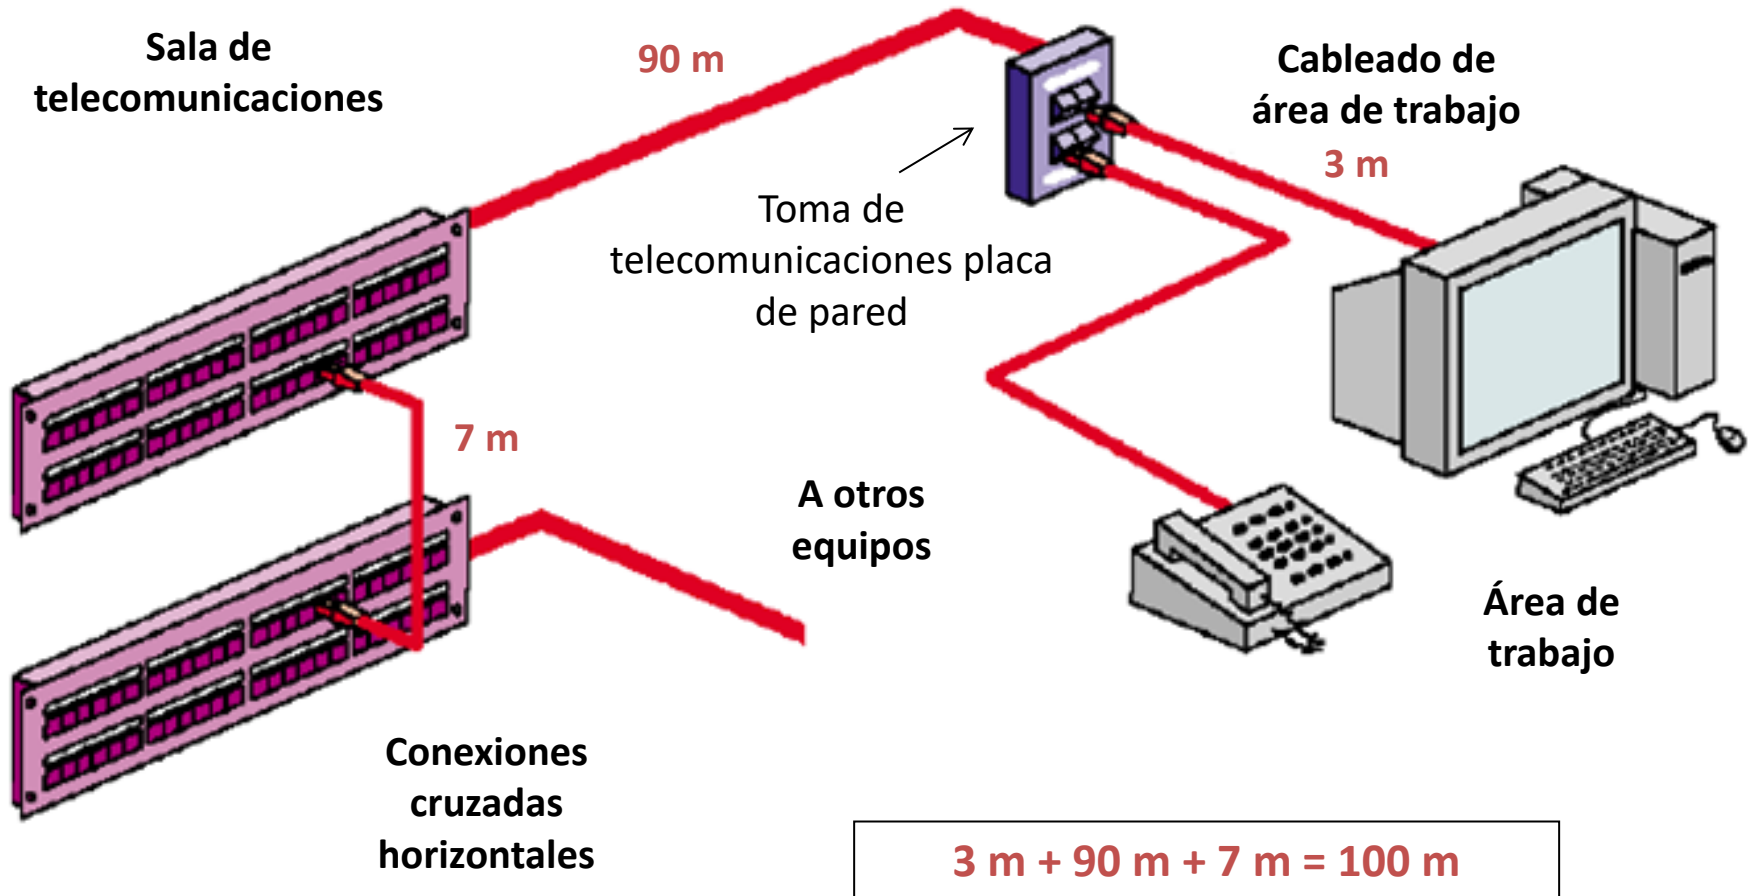 Sala de
telecomunicaciones
90 m
Cableado de
área de trabajo
3 m
Toma de
telecomunicaciones placa
de pared
7 m
A otros
equipos
Área de
trabajo
Conexiones
cruzadas
horizontales
3 m + 90 m + 7 m = 100 m